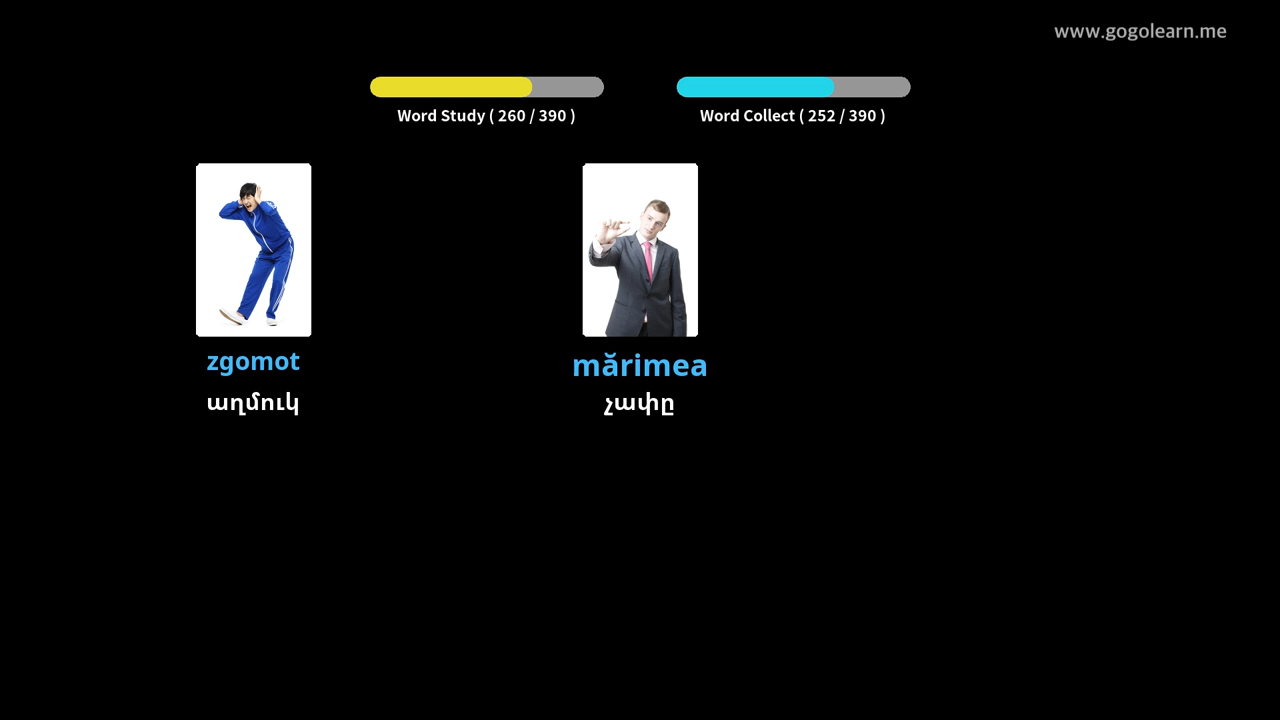 www.gogolearn.me
Word Study ( 260 / 390 )
Word Collect ( 252 / 390 )
zgomot
mărimea
աղմուկ
չափը